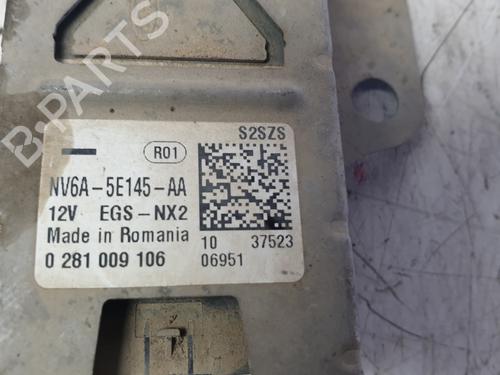 B-PARTS
S2SZS
R01
NV6A-5E145-AA
12V EGS-NX2
Made in Romania 10 37523
0 281 009 106 06951